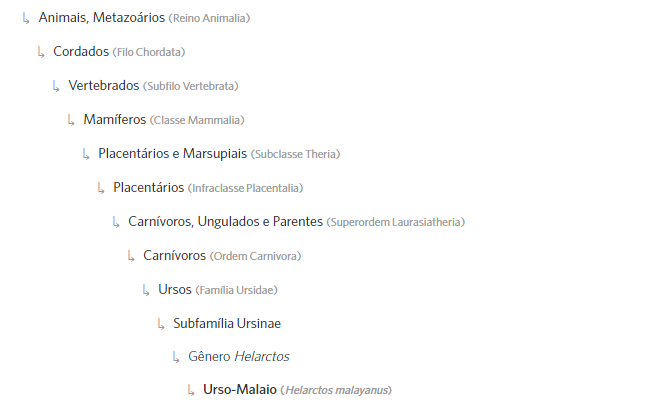 ↳ Animais, Metazoários (Reino Animalia)
↳ Cordados (Filo Chordata)
↳ Vertebrados (Subfilo Vertebrata)
↳ Mamíferos (Classe Mammalia)
↳ Placentários e Marsupiais (Subclasse Theria)
↳ Placentários (Infraclasse Placentalia)
↳ Carnívoros, Ungulados e Parentes (Superordem Laurasiatheria)
↳ Carnívoros (Ordem Carnivora)
↳ Ursos (Família Ursidae)
↳ Subfamília Ursinae
↳ Gênero Helarctos
↳ Urso-Malaio (Helarctos malayanus)